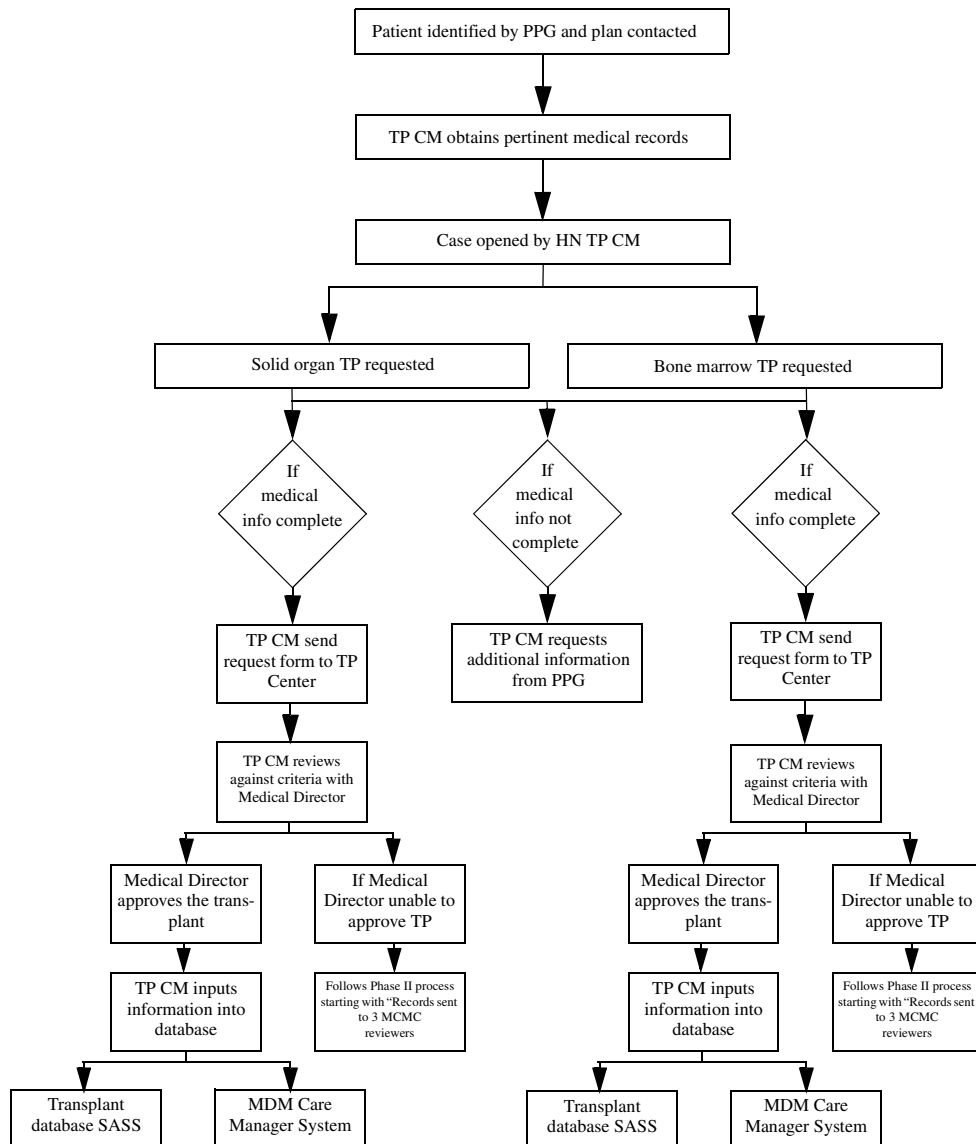 Patient identified by PPG and plan contacted
TP CM obtains pertinent medical records
Case opened by HN TP CM
Solid organ TP requested
Bone marrow TP requested
If
medical
info complete
If
medical
info not
complete
If
medical
info complete
TP CM send
request form to TP
Center
TP CM requests
additional information
from PPG
TP CM send
request form to TP
Center
TP CM reviews
against criteria with
Medical Director
TP CM reviews
against criteria with
Medical Director
Medical Director
approves the trans-
plant
If Medical
Director unable to
approve TP
Medical Director
approves the trans-
plant
If Medical
Director unable to
approve TP
TP CM inputs
information into
database
Follows Phase II process
starting with “Records sent
to 3 MCMC
reviewers
TP CM inputs
information into
database
Follows Phase II process
starting with “Records sent
to 3 MCMC
reviewers
Transplant
database SASS
MDM Care
Manager System
Transplant
database SASS
MDM Care
Manager System